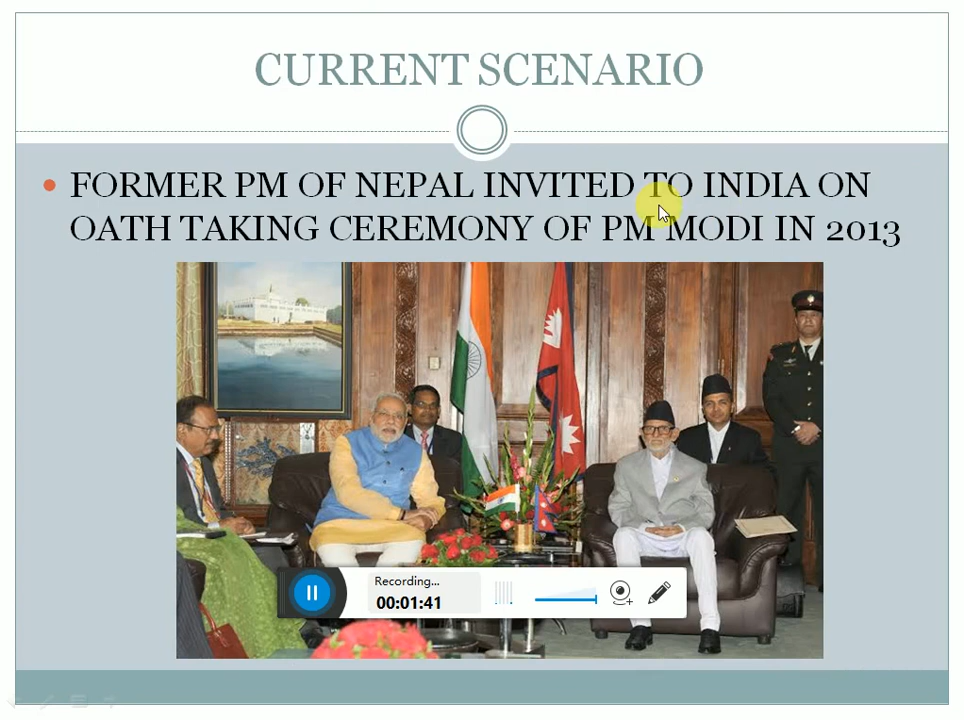 CURRENT SCENARIO
FORMER PM OF NEPAL INVITED TO INDIA ON
OATH TAKING CEREMONY OF PM MODI IN 2013
Recording...
00:01:41